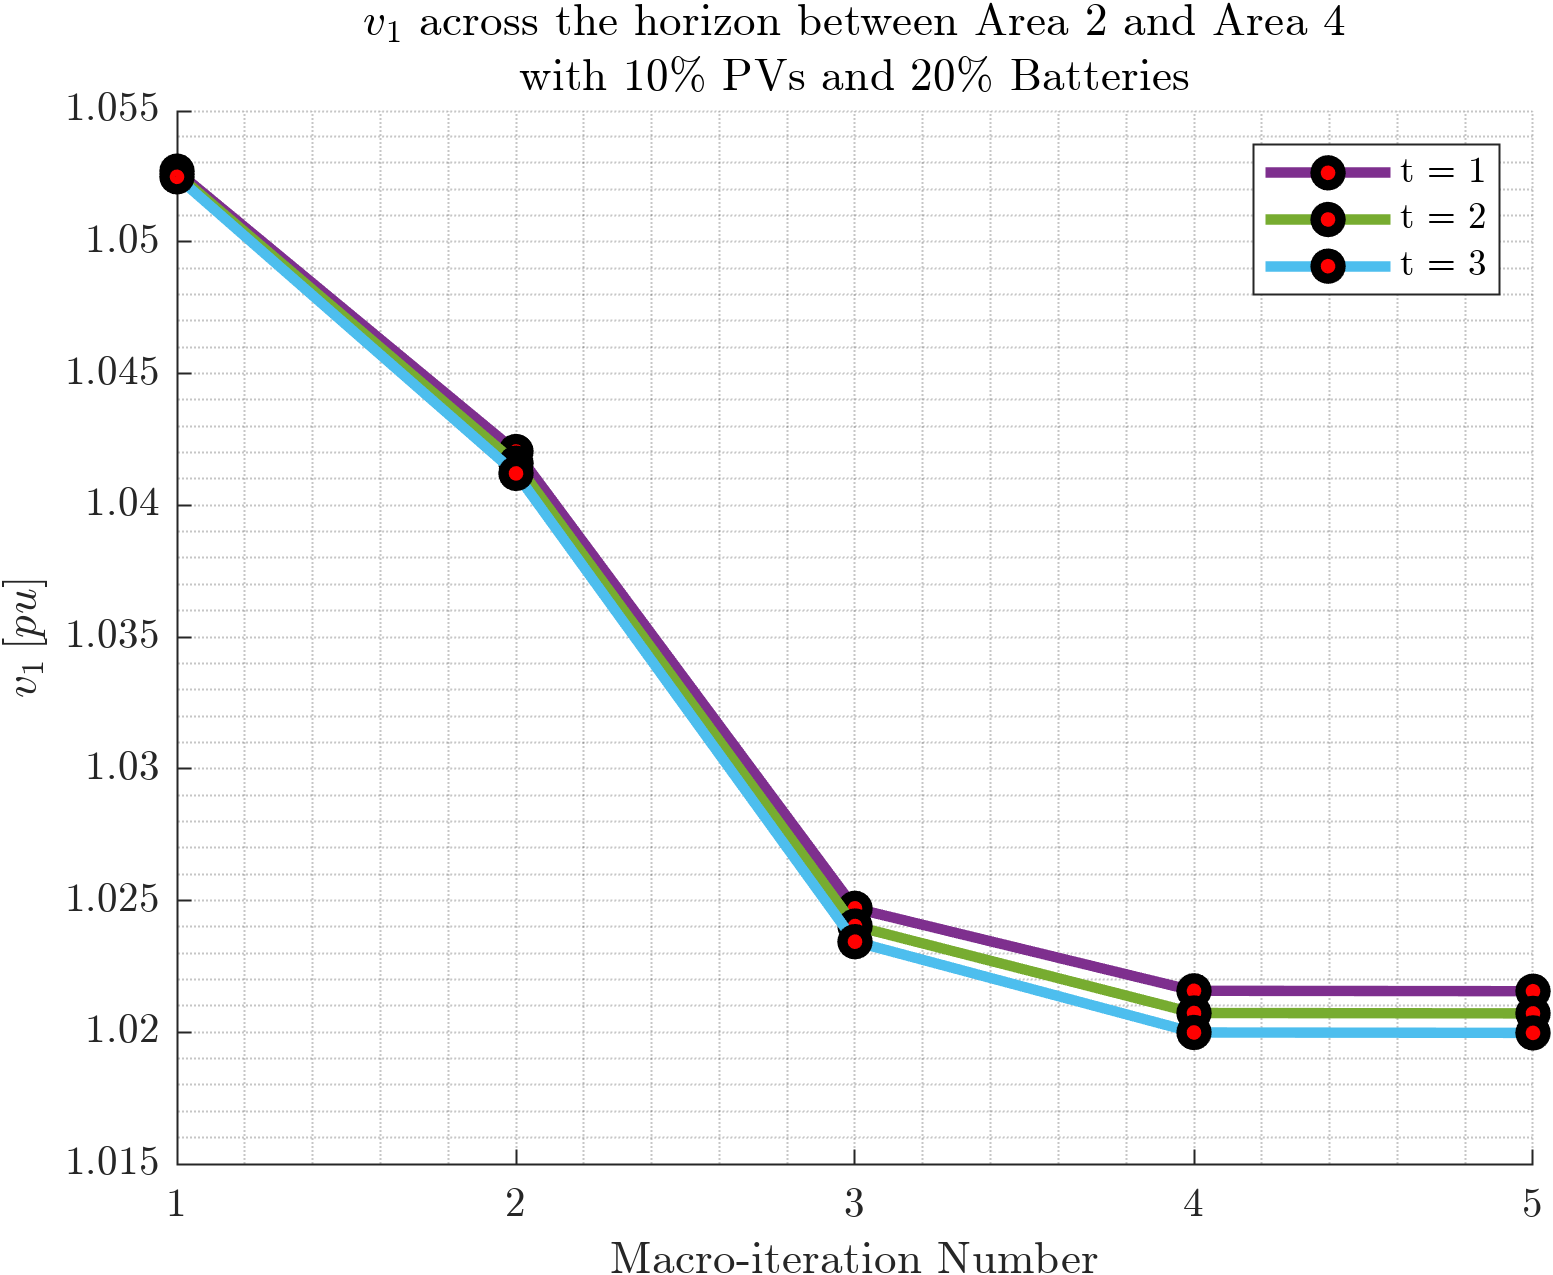 v₁ across the horizon between Area 2 and Area 4
with 10% PVs and 20% Batteries
1.055
1.05
1.045
1.04
1.035
1.03
1.025
1.02
1.015
v₁ [pu]
t = 1
t = 2
t = 3
1 2 3 4 5
Macro-iteration Number